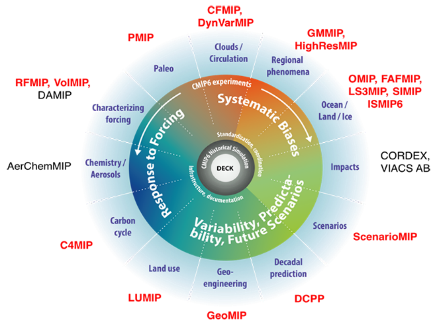 CFMIP,
DynVarMIP
PMIP
GMMIP,
HighResMIP
Clouds /
Circulation
Regional
phenomena
Paleo
RFMIP, VolMIP,
DAMIP
OMIP, FAFMIP,
LS3MIP, SIMIP
ISMIP6
CMIP6 experiments
Characterizing
forcing
Ocean /
Land / Ice
Systematic Biases
Response to Forcing
Standardization, coordination
CMIP6 Historical Simulation
DECK
Infrastructure, documentation
AerChemMIP
Chemistry /
Aerosols
Impacts
CORDEX,
VIACS AB
Variability, Predicta-
bility, Future Scenarios
Carbon
cycle
Scenarios
C4MIP
ScenarioMIP
Land use
Geo-
engineering
Decadal
prediction
LUMIP
GeoMIP
DCPP